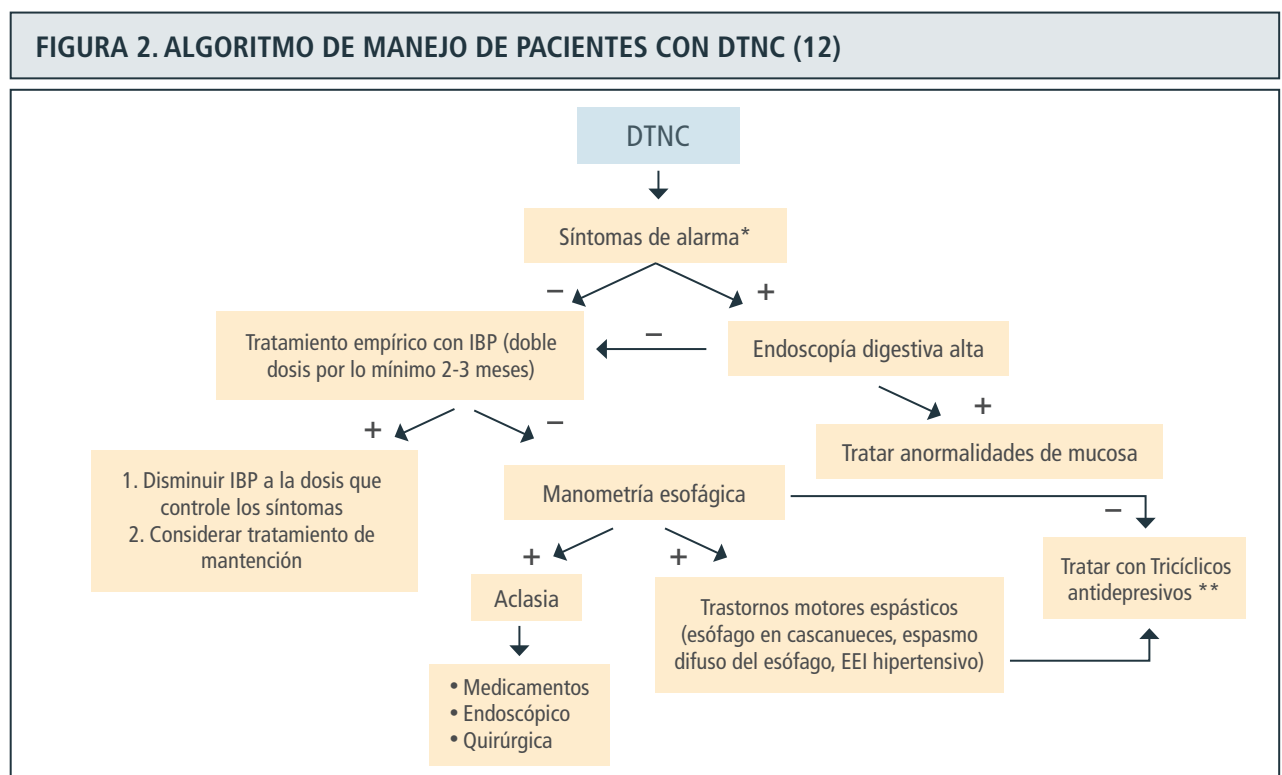 FIGURA 2. ALGORITMO DE MANEJO DE PACIENTES CON DTNC (12)
DTNC
Síntomas de alarma*
–
+
Tratamiento empírico con IBP (doble
dosis por lo mínimo 2-3 meses)
–
Endoscopía digestiva alta
+
–
+
Tratar anormalidades de mucosa
1. Disminuir IBP a la dosis que
controle los síntomas
2. Considerar tratamiento de
mantención
Manometría esofágica
–
+
+
Tratar con Tricíclicos
antidepresivos **
Aclasia
Trastornos motores espásticos
(esófago en cascanueces, espasmo
difuso del esófago, EEI hipertensivo)
• Medicamentos
• Endoscópico
• Quirúrgica